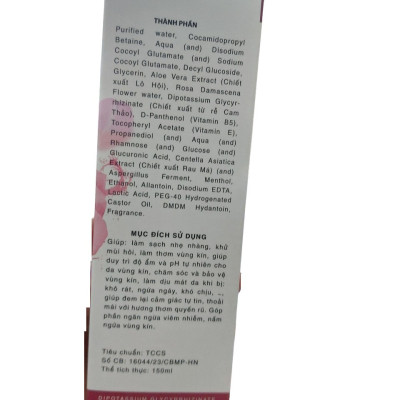 THÀNH PHẦN
Purified water, Cocamidopropyl
Betaine, Aqua (and) Disodium
Cocoyl Glutamate (and) Sodium
Cocoyl Glutamate, Decyl Glucoside,
Glycerin, Aloe Vera Extract (Chiết
xuất Lô Hội), Rosa Damascena
Flower water, Dipotassium Glycyr-
rhizinate (Chiết xuất từ rễ Cam
Thảo), D-Panthenol (Vitamin B5),
Tocopheryl Acetate (Vitamin E),
Propanediol (and) Aqua (and)
Rhamnose (and) Glucose (and)
Glucuronic Acid, Centella Asiatica
Extract (Chiết xuất Rau Má) (and)
Aspergillus Ferment, Menthol,
Ethanol, Allantoin, Disodium EDTA,
Lactic Acid, PEG-40 Hydrogenated
Castor Oil, DMDM Hydantoin,
Fragrance.
MỤC ĐÍCH SỬ DỤNG
Giúp: làm sạch nhẹ nhàng, khử
mùi hôi, làm thơm vùng kín, giúp
duy trì độ ẩm và pH tự nhiên cho
da vùng kín, chăm sóc và bảo vệ
vùng kín, làm dịu mát da khi bị:
khô rát, ngứa ngáy, khó chịu, ...,
giúp đem lại cảm giác tự tin, thoải
mái với hương thơm quyến rũ. Góp
phần ngăn ngừa viêm nhiễm, nấm
ngứa vùng kín.
Tiêu chuẩn: TCCS
Số CB: 16044/23/CBMP-HN
Thể tích thực: 150ml
DIPOTASSIUM GLYCYRRHIZINATE